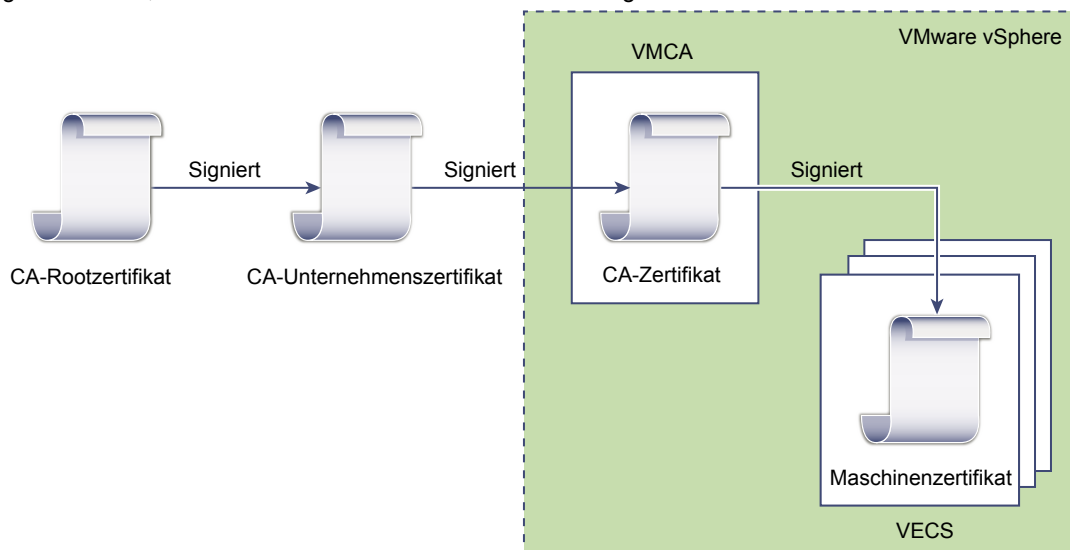 VMware vSphere
VMCA
Signiert
Signiert
Signiert
CA-Rootzertifikat
CA-Unternehmenszertifikat
CA-Zertifikat
Maschinenzertifikat
VECS